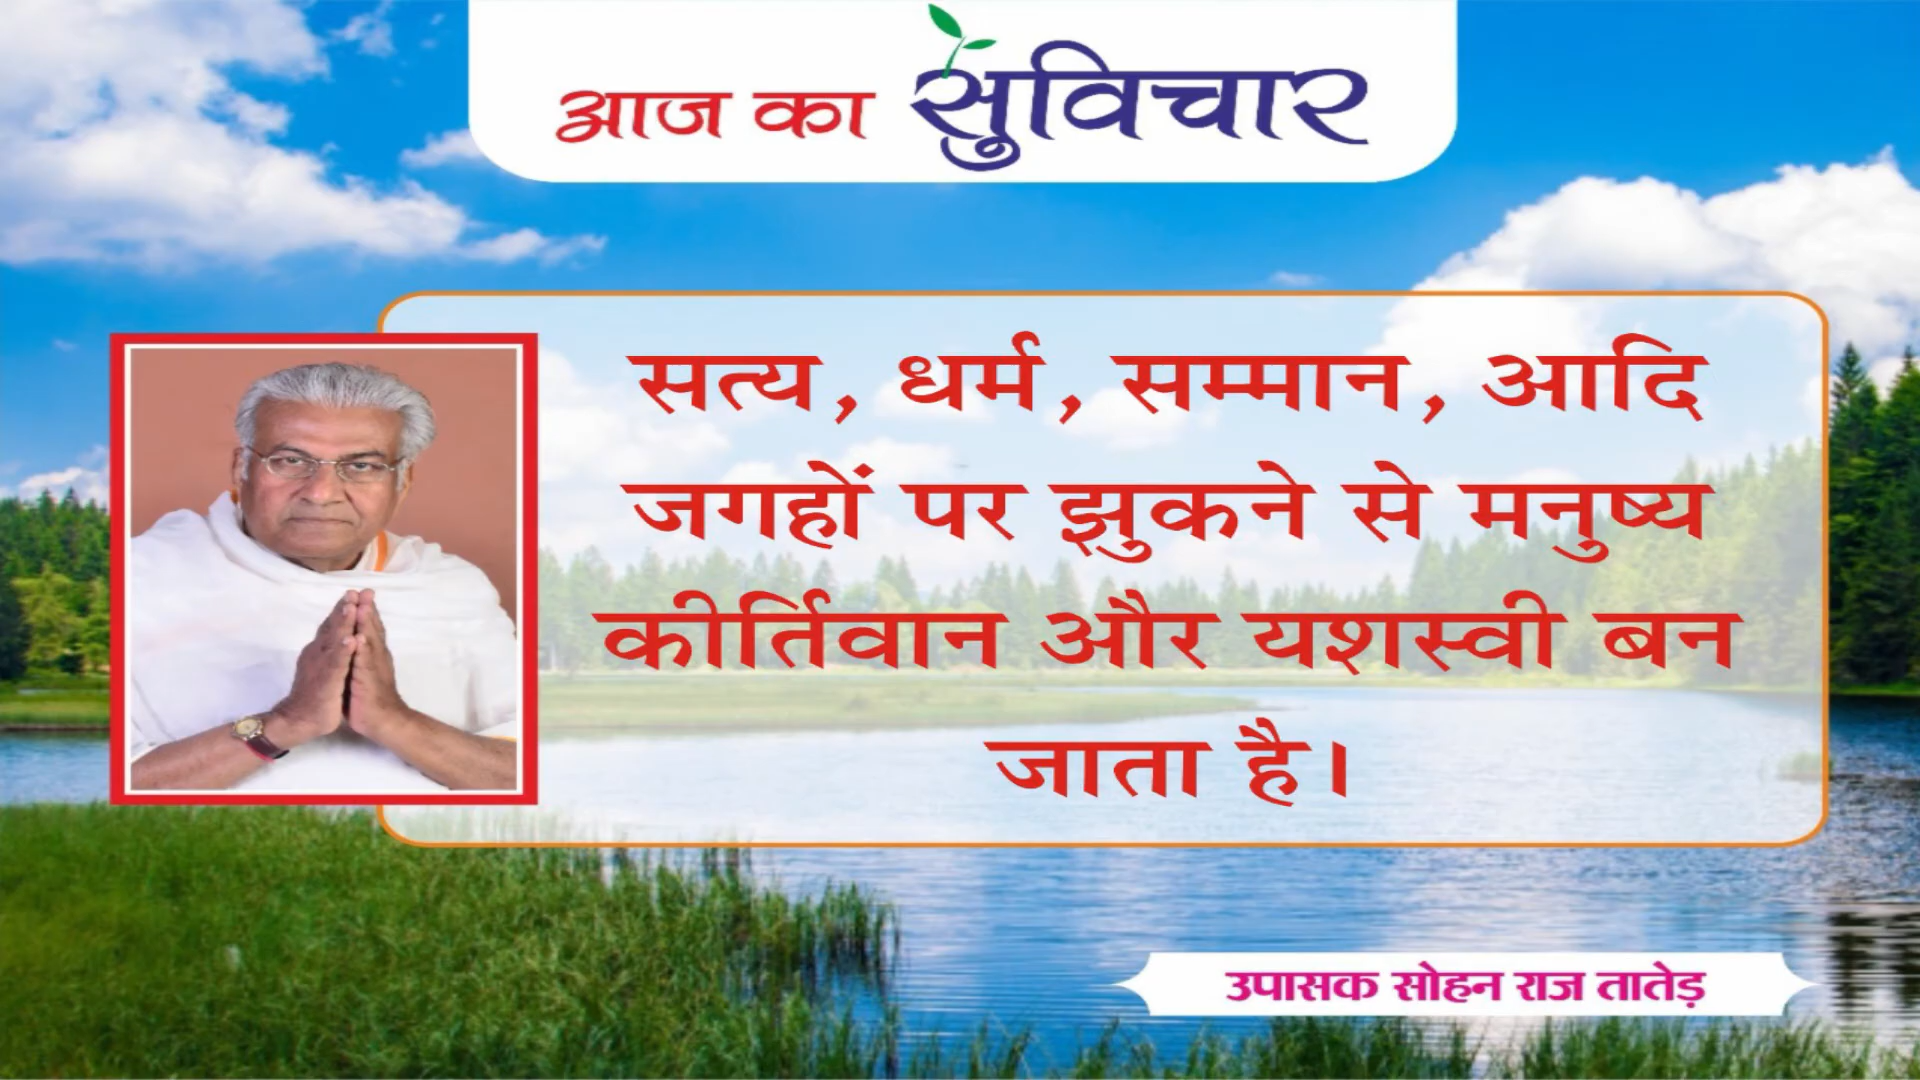 आज का सुविचार
सत्य, धर्म, सम्मान, आदि
जगहों पर झुकने से मनुष्य
कीर्तिवान और यशस्वी बन
जाता है।
उपासक सोहन राज तातेड़